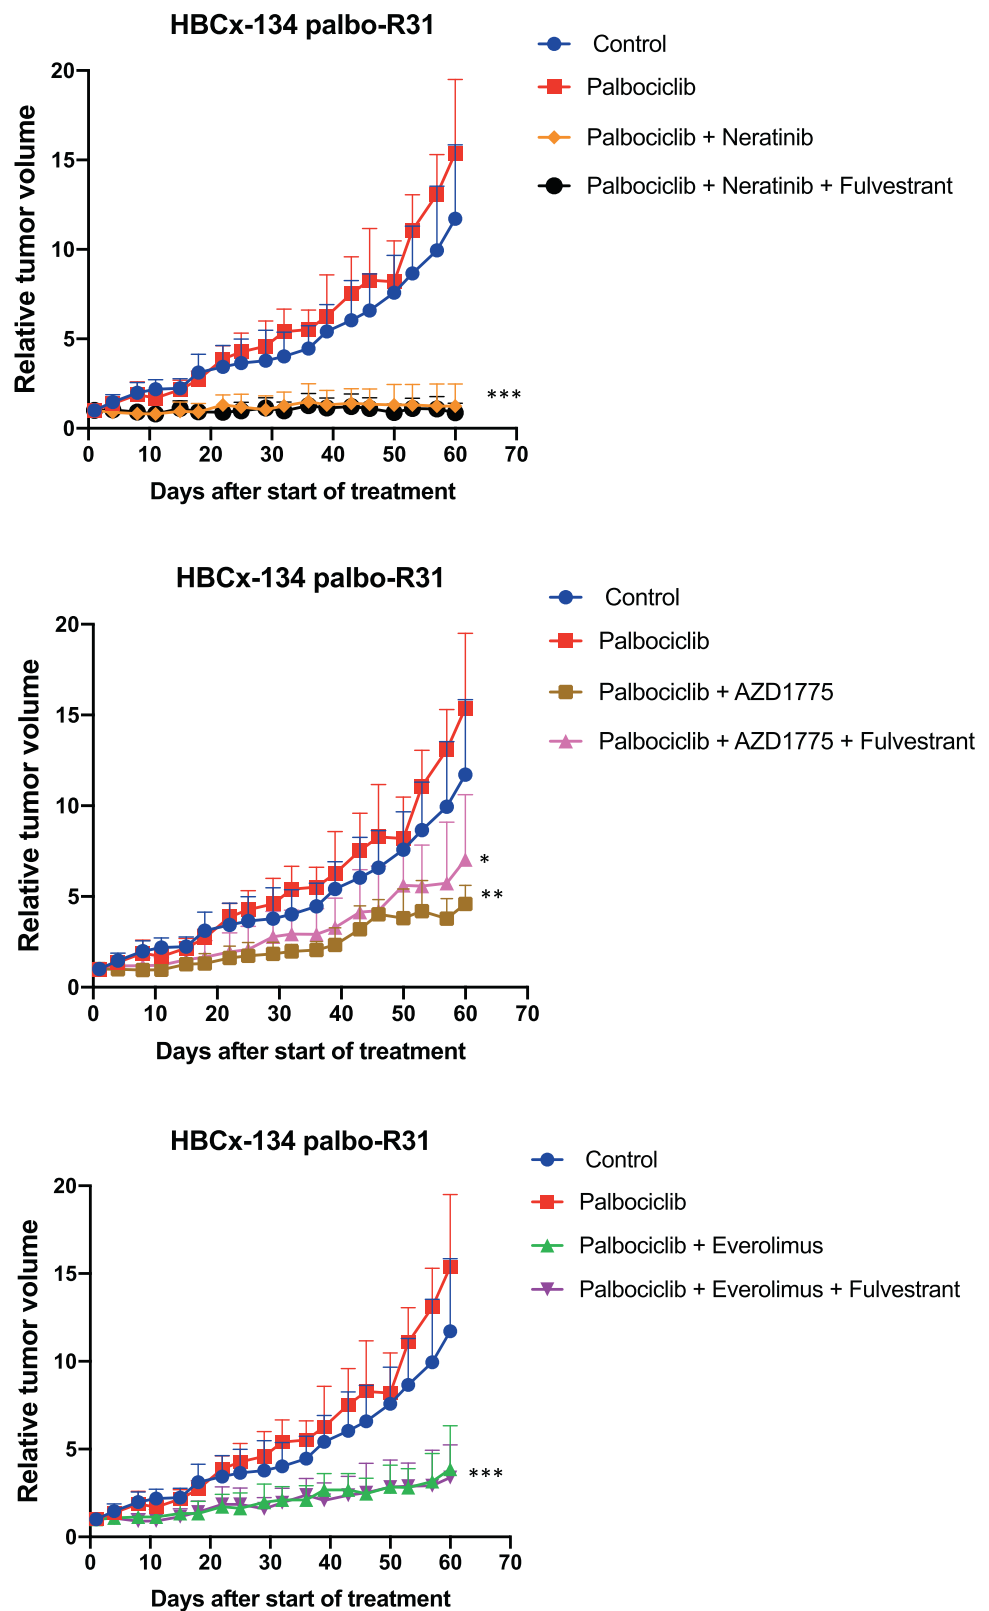 HBCx-134 palbo-R31
Control
Palbociclib
Palbociclib + Neratinib
Palbociclib + Neratinib + Fulvestrant
Relative tumor volume
20
15
10
5
0
***
0 10 20 30 40 50 60 70
Days after start of treatment
HBCx-134 palbo-R31
Control
Palbociclib
Palbociclib + AZD1775
Palbociclib + AZD1775 + Fulvestrant
Relative tumor volume
20
15
10
5
0
*
**
0 10 20 30 40 50 60 70
Days after start of treatment
HBCx-134 palbo-R31
Control
Palbociclib
Palbociclib + Everolimus
Palbociclib + Everolimus + Fulvestrant
Relative tumor volume
20
15
10
5
0
***
0 10 20 30 40 50 60 70
Days after start of treatment